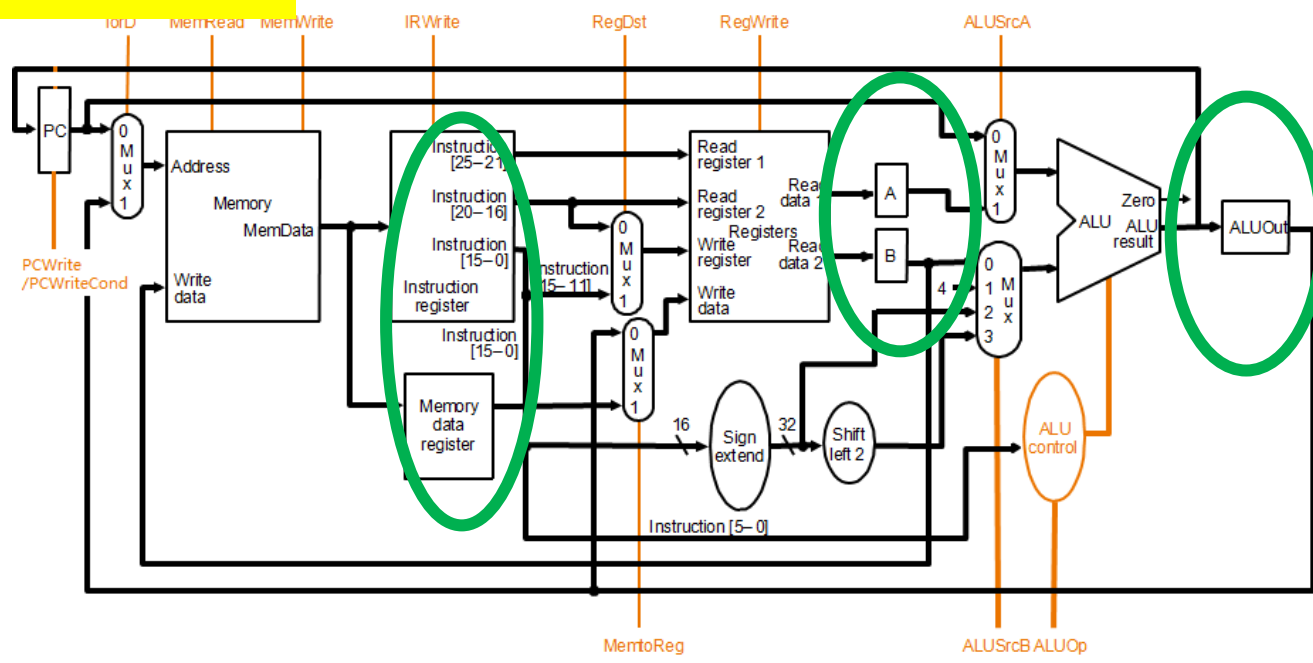 IorD MemRead MemWrite IRWrite RegDst RegWrite ALUSrcA
PC
0
M
u
x
1
Address
Memory
MemData
Write
data
PCWrite
/PCWriteCond
Instruction
[25–21]
Instruction
[20–16]
Instruction
[15–0]
Instruction
register
Instruction
[15–0]
Memory
data
register
Instruction
[15–11]
0
M
u
x
1
0
M
u
x
1
Read
register 1
Read
register 2
Write
register
Write
data
Registers
Read
data 1
Read
data 2
A
B
4
0
M
u
x
1
0
1
2
3
M
u
x
Zero
ALU
ALU
result
ALUOut
16
Sign
extend
32
Shift
left 2
ALU
control
Instruction [5–0]
MemtoReg ALUSrcB ALUOp